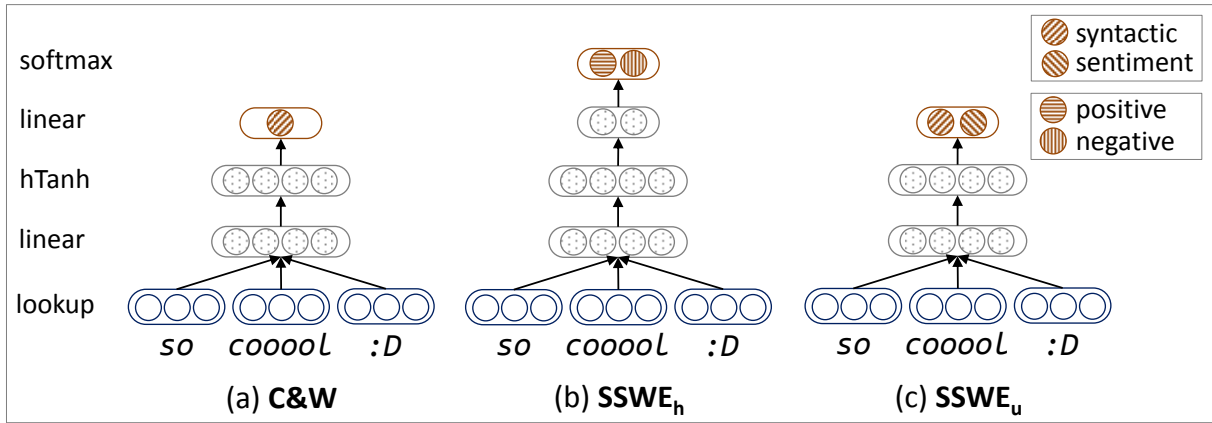 softmax
linear
hTanh
linear
lookup
syntactic
sentiment
positive
negative
so cooool :D
so cooool :D
so cooool :D
(a) C&W
(b) SSWEh
(c) SSWEu